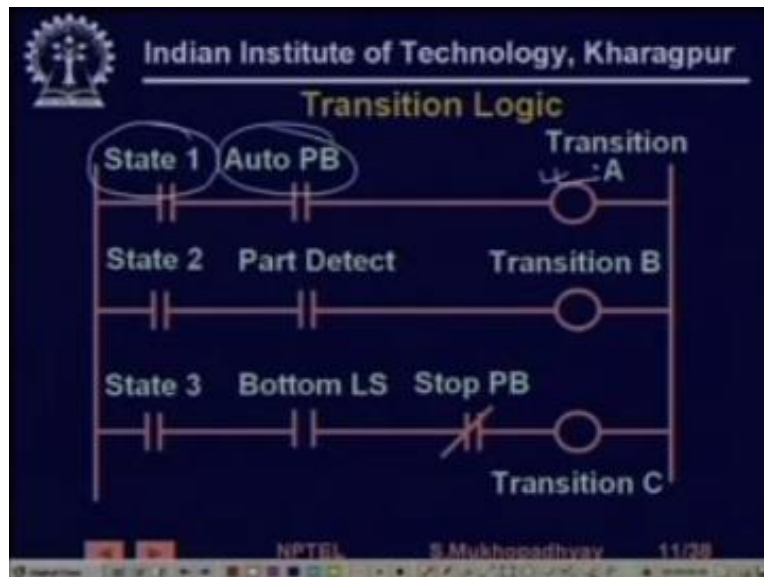 Indian Institute of Technology, Kharagpur
Transition Logic
State 1 Auto PB Transition
:A
State 2 Part Detect Transition B
State 3 Bottom LS Stop PB
Transition C
NPTEL S.Mukhopadhyay 11/28